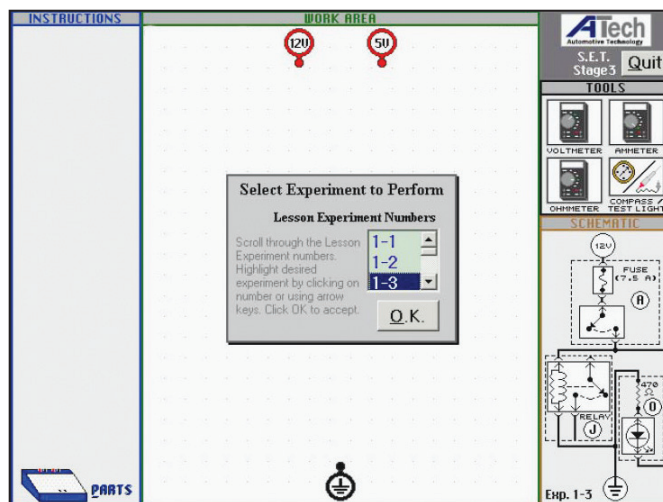 INSTRUCTIONS
WORK AREA
12V
5V
ATech
Automotive Technology
S.E.T.
Stage3
Quit
TOOLS
VOLTMETER
AMMETER
OHMMETER
COMPASS /
TEST LIGHT
Select Experiment to Perform
Lesson Experiment Numbers
Scroll through the Lesson
Experiment numbers.
Highlight desired
experiment by clicking on
number or using arrow
keys. Click OK to accept.
1-1
1-2
1-3
O.K.
SCHEMATIC
12V
FUSE
(7.5 A)
A
470
Ω
O
RELAY
J
Exp. 1-3
PARTS